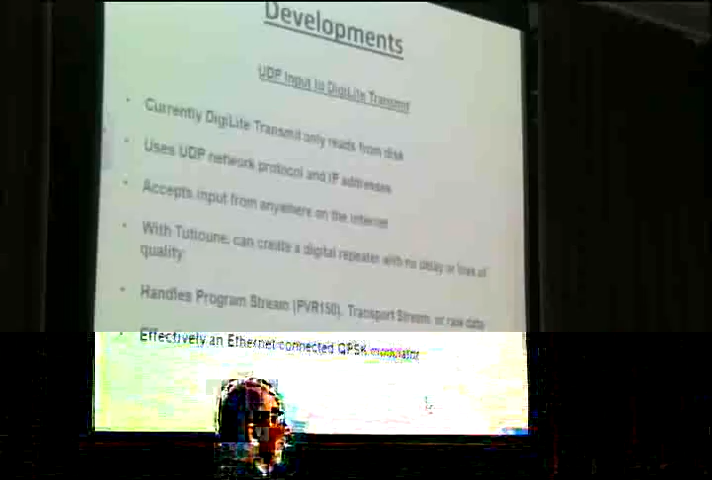 Developments
UDP Input to DigiLite Transmit
• Currently DigiLite Transmit only reads from disk
• Uses UDP network protocol and IP addresses
• Accepts input from anywhere on the Internet
• With Tutioune, can create a digital repeater with no delay or loss of
quality
• Handles Program Stream (PVR150), Transport Stream, or raw data
• Effectively an Ethernet connected QPSK modulator